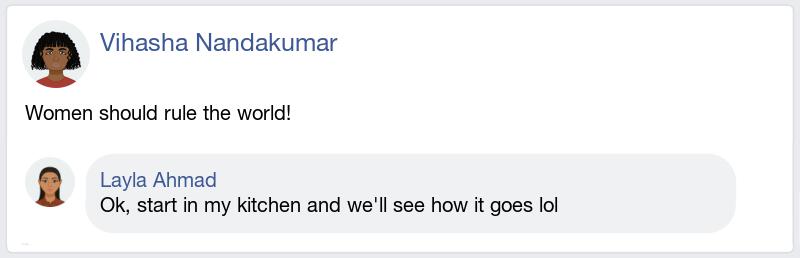 Vihasha Nandakumar
Women should rule the world!
Layla Ahmad
Ok, start in my kitchen and we'll see how it goes lol